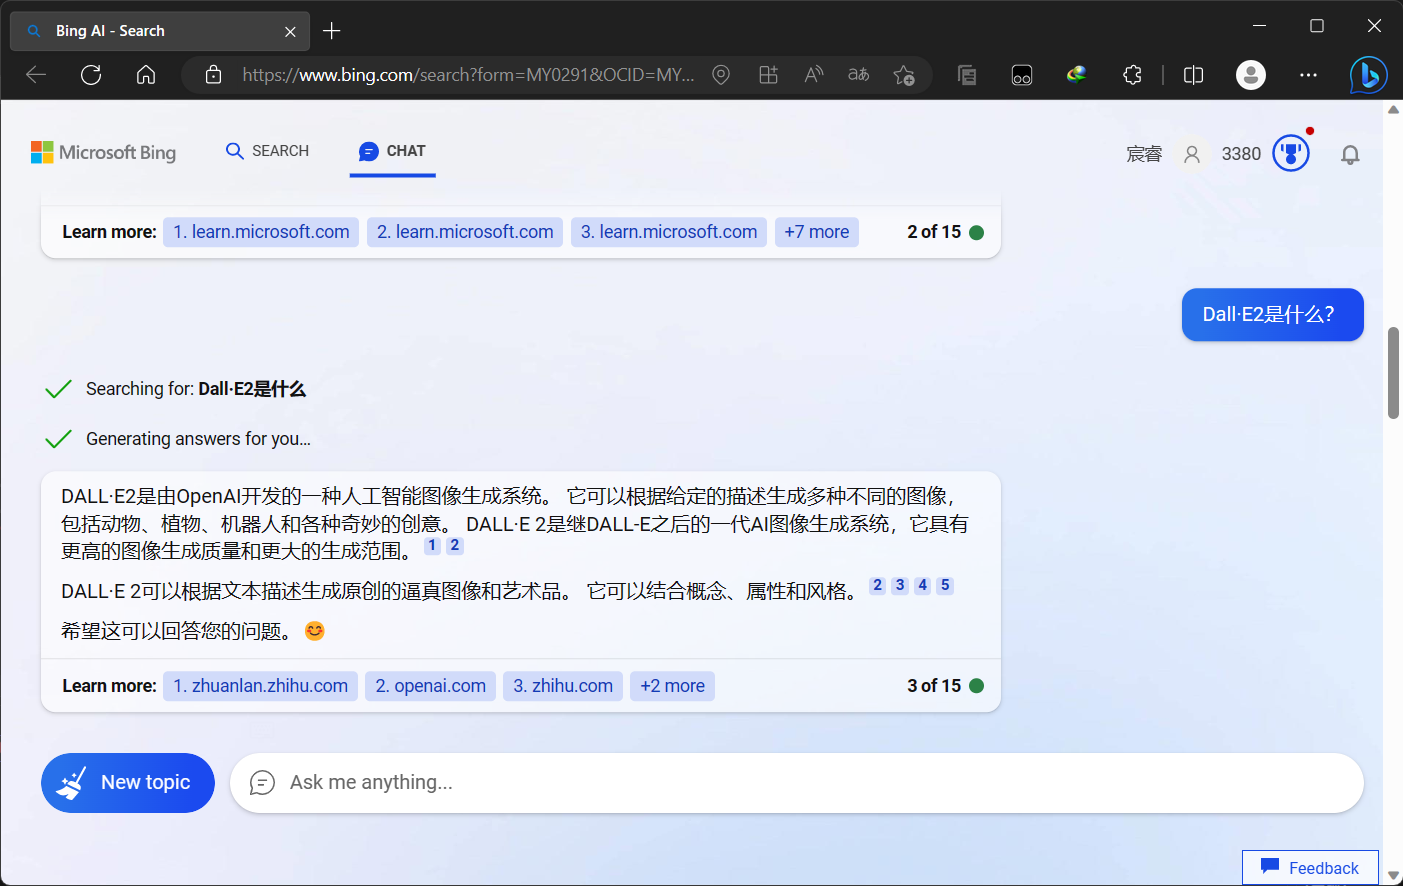 Bing AI - Search
https://www.bing.com/search?form=MY0291&OCID=MY...
Microsoft Bing
SEARCH
CHAT
宸睿
3380
Learn more: 1. learn.microsoft.com 2. learn.microsoft.com 3. learn.microsoft.com +7 more 2 of 15
Dall·E2是什么?
Searching for: Dall·E2是什么
Generating answers for you...
DALL·E2是由OpenAI开发的一种人工智能图像生成系统。 它可以根据给定的描述生成多种不同的图像，
包括动物、植物、机器人和各种奇妙的创意。 DALL·E 2是继DALL-E之后的一代AI图像生成系统，它具有
更高的图像生成质量和更大的生成范围。 1 2
DALL·E 2可以根据文本描述生成原创的逼真图像和艺术品。 它可以结合概念、属性和风格。 2 3 4 5
希望这可以回答您的问题。😊
Learn more: 1. zhuanlan.zhihu.com 2. openai.com 3. zhihu.com +2 more 3 of 15
New topic
Ask me anything...
Feedback